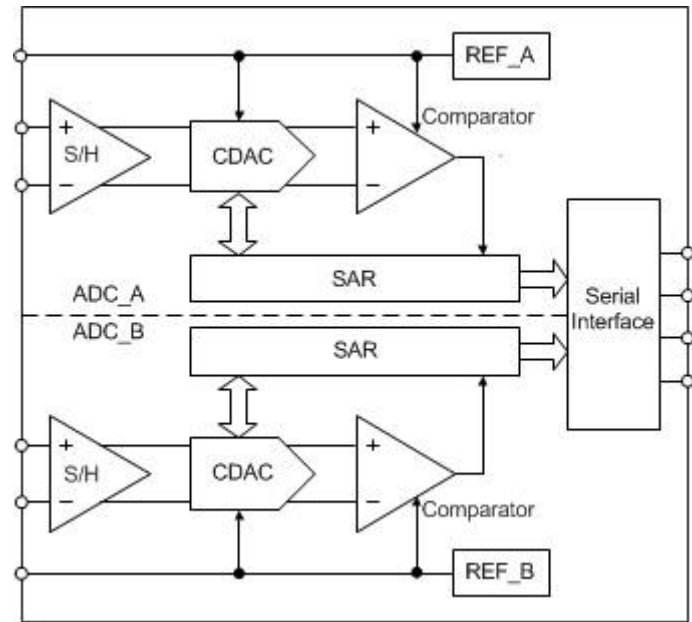 REF_A
Comparator
+
+
S/H
CDAC
−
−
SAR
ADC_A
Serial
Interface
ADC_B
SAR
+
+
S/H
CDAC
−
−
Comparator
REF_B